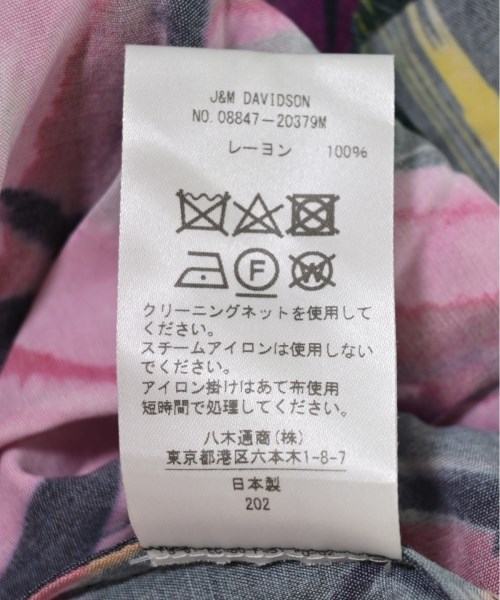 J&M DAVIDSON
NO.08847-20379M
レーヨン 100%
F
W
クリーニングネットを使用して
ください。
スチームアイロンは使用しない
でください。
アイロン掛けはあて布使用
短時間で処理してください。
八木通商(株)
東京都港区六本木1-8-7
日本製
202